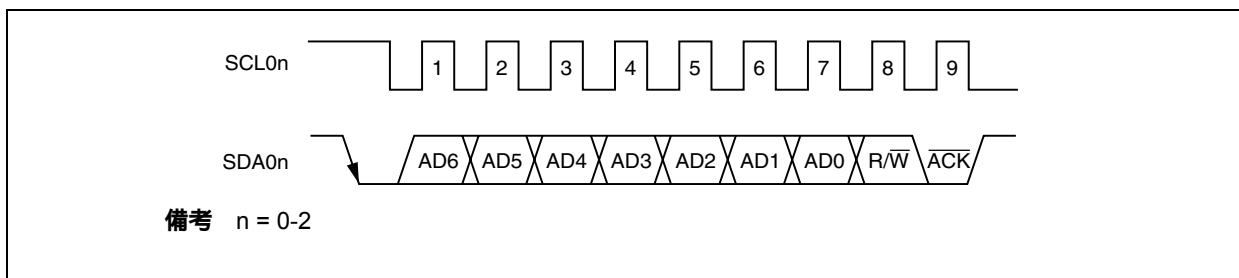 SCL0n 1 2 3 4 5 6 7 8 9
SDA0n AD6 AD5 AD4 AD3 AD2 AD1 AD0 R/W̅ A̅C̅K̅
備考 n = 0-2